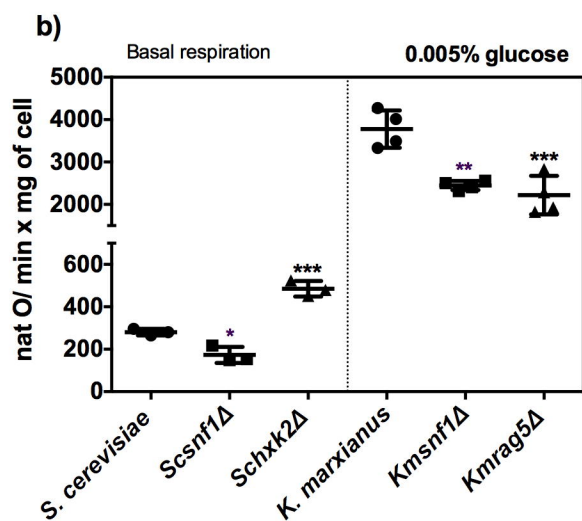 b)
Basal respiration
0.005% glucose
nat O/ min x mg of cell
5000
4000
3000
2000
600
400
200
0
*
***
**
***
S. cerevisiae
Scsnf1Δ
Schxk2Δ
K. marxianus
Kmsnf1Δ
Kmrag5Δ